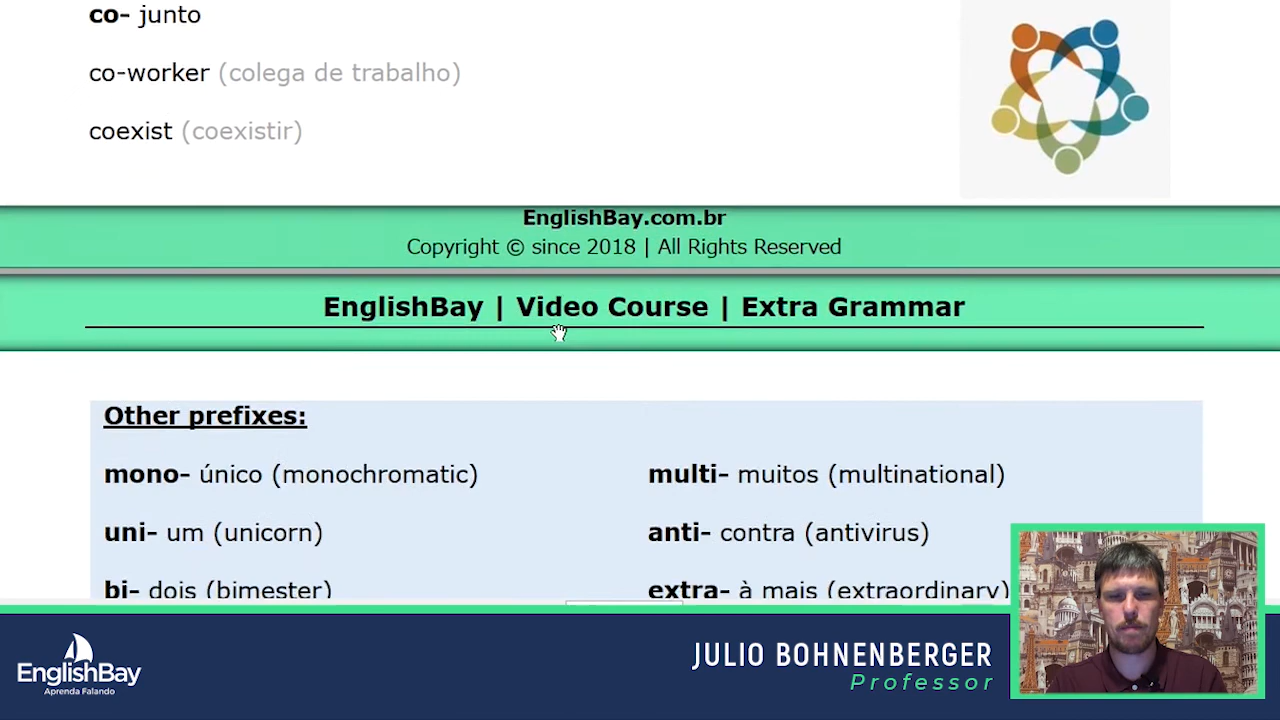 co- junto
co-worker (colega de trabalho)
coexist (coexistir)
EnglishBay.com.br
Copyright © since 2018 | All Rights Reserved
EnglishBay | Video Course | Extra Grammar
Other prefixes:
mono- único (monochromatic)
multi- muitos (multinational)
uni- um (unicorn)
anti- contra (antivirus)
bi- dois (bimester)
extra- à mais (extraordinary)
EnglishBay
Aprenda Falando
JULIO BOHNENBERGER
Professor